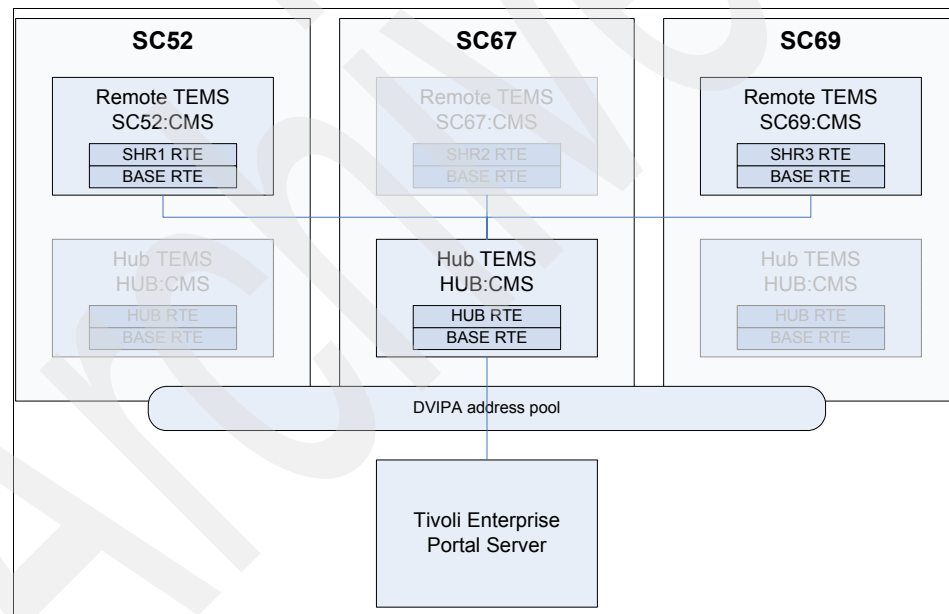 SC52
SC67
SC69
Remote TEMS
SC52:CMS
SHR1 RTE
BASE RTE
Remote TEMS
SC67:CMS
SHR2 RTE
BASE RTE
Remote TEMS
SC69:CMS
SHR3 RTE
BASE RTE
Hub TEMS
HUB:CMS
HUB RTE
BASE RTE
Hub TEMS
HUB:CMS
HUB RTE
BASE RTE
Hub TEMS
HUB:CMS
HUB RTE
BASE RTE
DVIPA address pool
Tivoli Enterprise
Portal Server